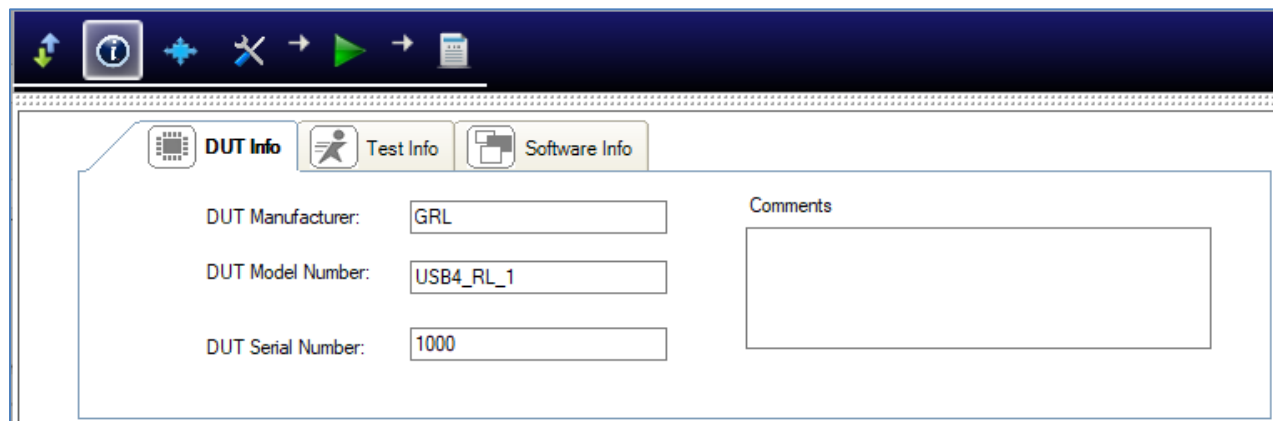 DUT Info
Test Info
Software Info
DUT Manufacturer:
GRL
Comments
DUT Model Number:
USB4_RL_1
DUT Serial Number:
1000